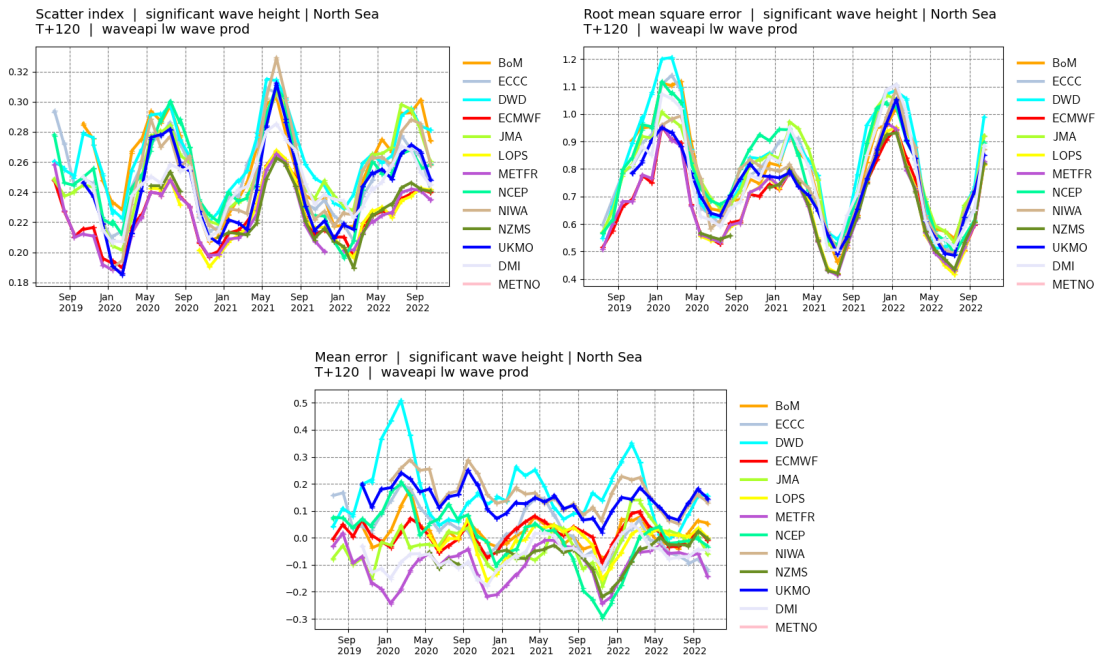 Scatter index  |  significant wave height | North Sea
T+120  |  waveapi lw wave prod
0.32
0.30
0.28
0.26
0.24
0.22
0.20
0.18
Sep 2019
Jan 2020
May 2020
Sep 2020
Jan 2021
May 2021
Sep 2021
Jan 2022
May 2022
Sep 2022
BoM
ECCC
DWD
ECMWF
JMA
LOPS
METFR
NCEP
NIWA
NZMS
UKMO
DMI
METNO
Root mean square error  |  significant wave height | North Sea
T+120  |  waveapi lw wave prod
1.2
1.1
1.0
0.9
0.8
0.7
0.6
0.5
0.4
Sep 2019
Jan 2020
May 2020
Sep 2020
Jan 2021
May 2021
Sep 2021
Jan 2022
May 2022
Sep 2022
BoM
ECCC
DWD
ECMWF
JMA
LOPS
METFR
NCEP
NIWA
NZMS
UKMO
DMI
METNO
Mean error  |  significant wave height | North Sea
T+120  |  waveapi lw wave prod
0.5
0.4
0.3
0.2
0.1
0.0
−0.1
−0.2
−0.3
Sep 2019
Jan 2020
May 2020
Sep 2020
Jan 2021
May 2021
Sep 2021
Jan 2022
May 2022
Sep 2022
BoM
ECCC
DWD
ECMWF
JMA
LOPS
METFR
NCEP
NIWA
NZMS
UKMO
DMI
METNO